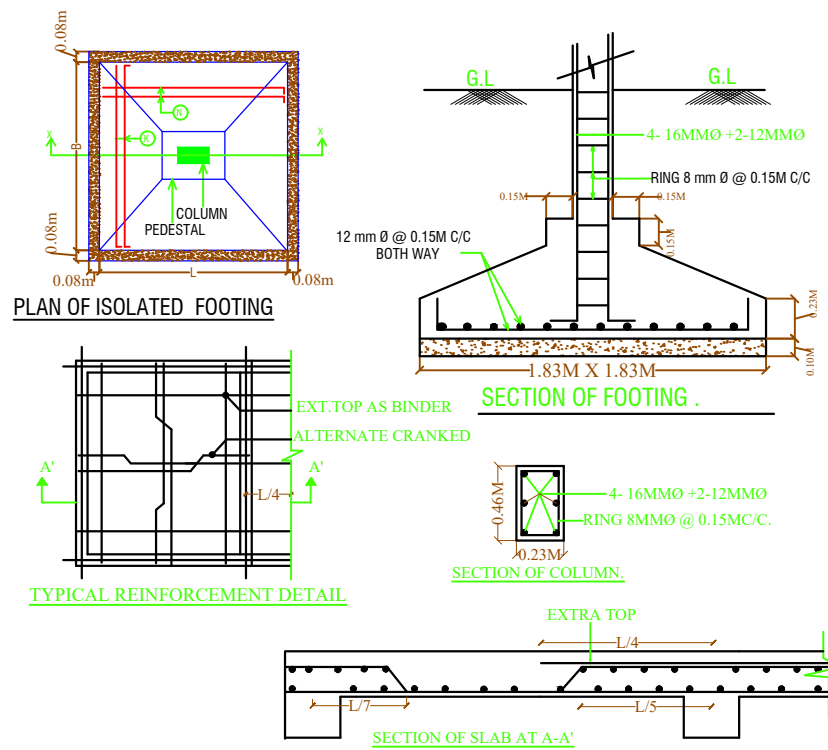 0.08m
0.08m
0.08m
0.08m
B
L
N
K
X
X
COLUMN
PEDESTAL
PLAN OF ISOLATED FOOTING
G.L
G.L
4- 16MMØ +2-12MMØ
RING 8 mm Ø @ 0.15M C/C
0.15M
0.15M
0.15M
12 mm Ø @ 0.15M C/C
BOTH WAY
0.23M
0.10M
1.83M X 1.83M
SECTION OF FOOTING .
EXT.TOP AS BINDER
ALTERNATE CRANKED
A'
A'
L/4
TYPICAL REINFORCEMENT DETAIL
0.46M
0.23M
4- 16MMØ +2-12MMØ
RING 8MMØ @ 0.15MC/C.
SECTION OF COLUMN.
EXTRA TOP
L/4
L/7
L/5
SECTION OF SLAB AT A-A'